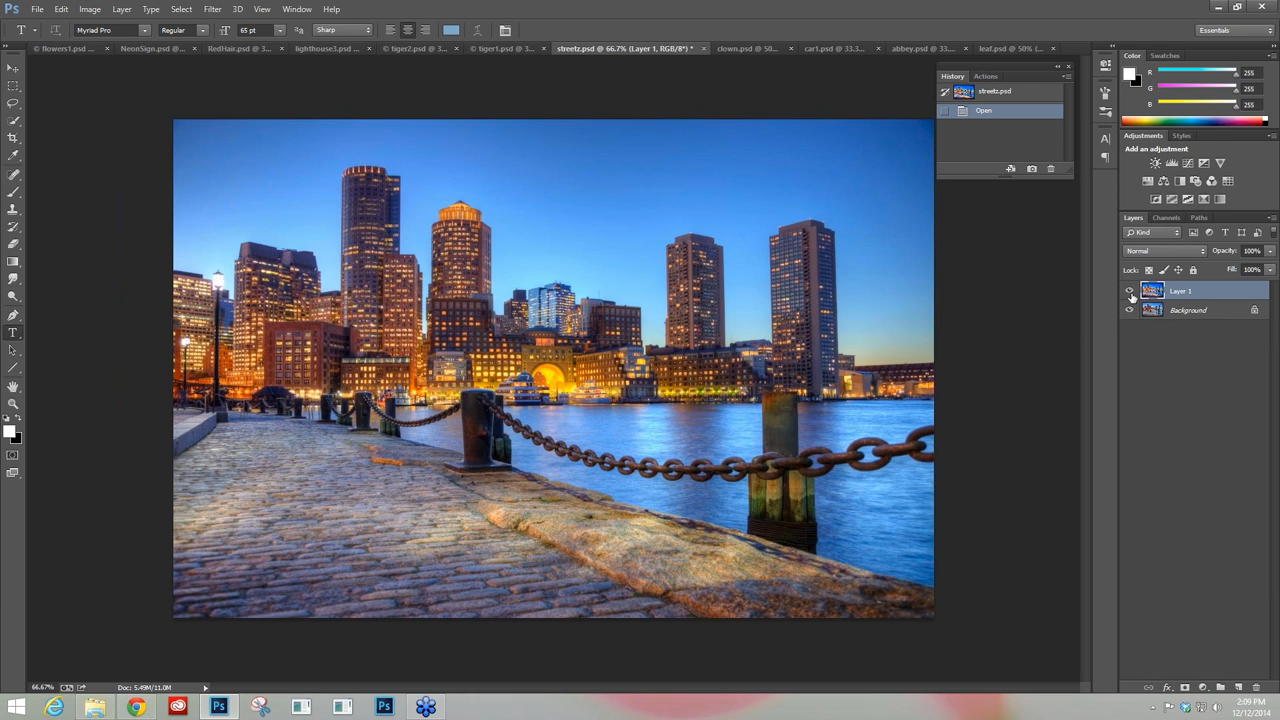 Ps File Edit Image Layer Type Select Filter 3D View Window Help
T Myriad Pro Regular 65 pt Sharp Essentials
© flowers1.psd ... × NeonSign.psd @... × RedHair.psd @ 3... × lighthouse3.psd ... × © tiger2.psd @ 3... × © tiger1.psd @ 3... × streetz.psd @ 66.7% (Layer 1, RGB/8*) * × clown.psd @ 50... × car1.psd @ 33.3... × abbey.psd @ 33... × leaf.psd @ 50% (... ×
Color Swatches
R 255
G 255
B 255
History Actions
streetz.psd
Open
Adjustments Styles
Add an adjustment
Layers Channels Paths
Kind
Normal Opacity: 100%
Lock: Fill: 100%
Layer 1
Background
66.67% Doc: 5.49M/11.0M
2:09 PM
12/12/2014